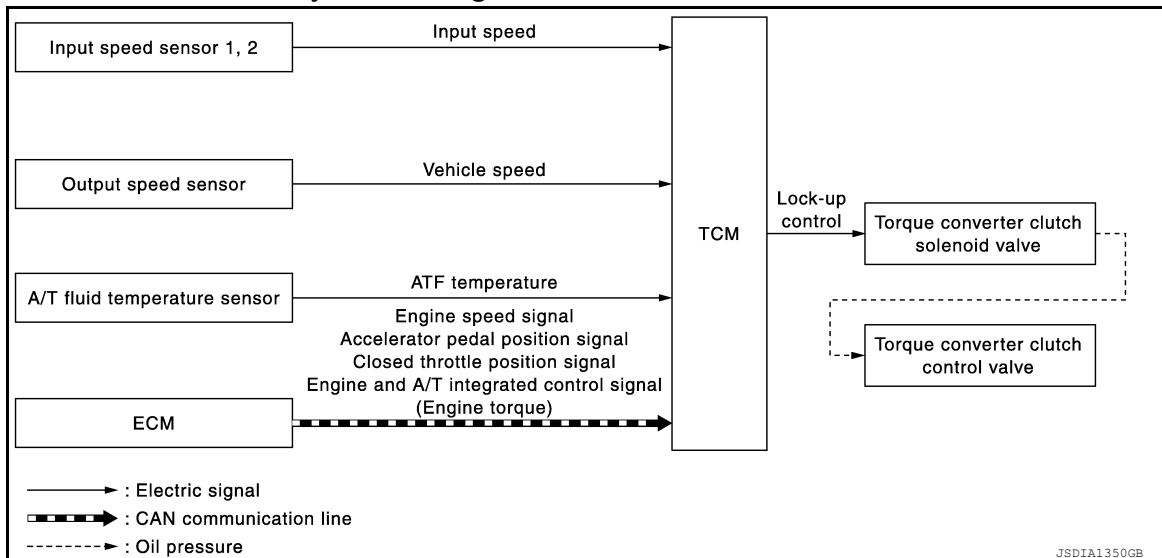 Input speed
Input speed sensor 1, 2
Vehicle speed
Output speed sensor
TCM
Lock-up
control
Torque converter clutch
solenoid valve
ATF temperature
A/T fluid temperature sensor
Engine speed signal
Accelerator pedal position signal
Closed throttle position signal
Engine and A/T integrated control signal
(Engine torque)
Torque converter clutch
control valve
ECM
: Electric signal
: CAN communication line
: Oil pressure
JSDIA1350GB